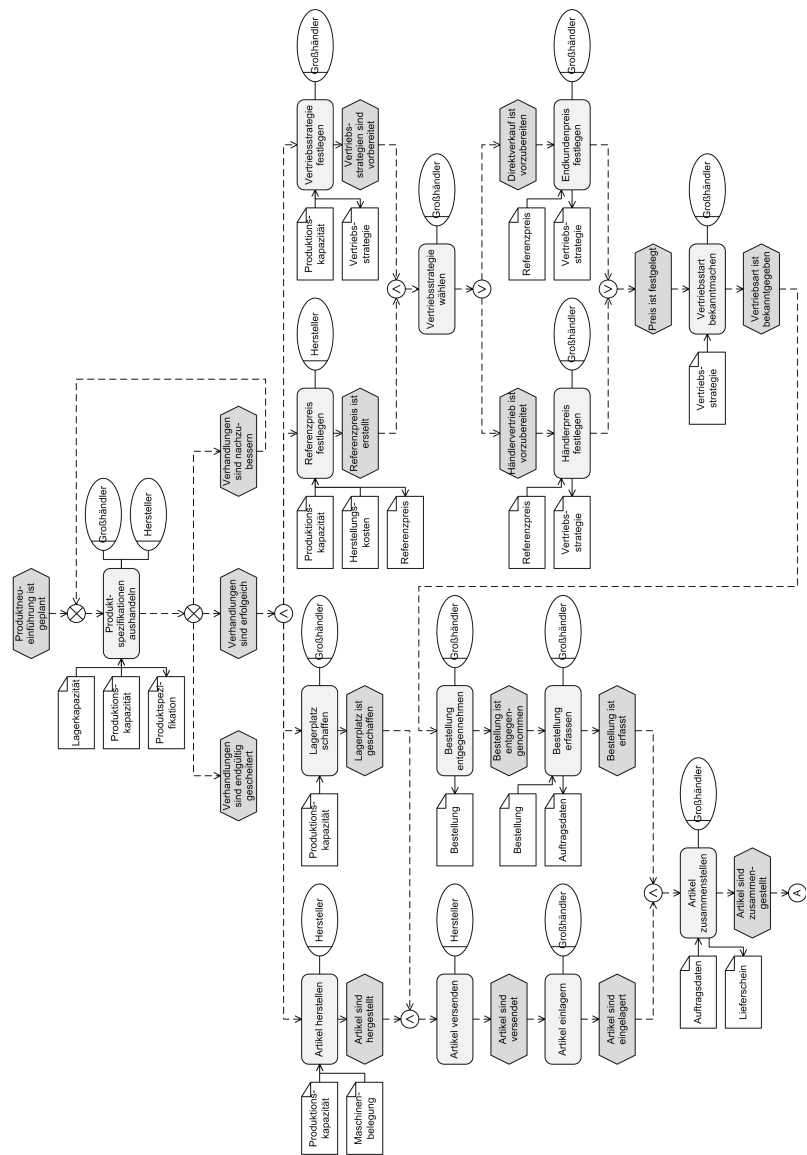 Produktneu-
einführung ist
geplant
Lagerkapazität
Produktions-
kapazität
Produktspezi-
fikation
Produkt-
spezifikationen
aushandeln
Großhändler
Hersteller
Verhandlungen
sind endgültig
gescheitert
Verhandlungen
sind erfolgeich
Verhandlungen
sind nachzu-
bessern
Produktions-
kapazität
Maschinen-
belegung
Artikel herstellen
Hersteller
Artikel sind
hergestellt
Produktions-
kapazität
Lagerplatz
schaffen
Großhändler
Lagerplatz ist
geschaffen
Produktions-
kapazität
Herstellungs-
kosten
Referenzpreis
Referenzpreis
festlegen
Hersteller
Referenzpreis ist
erstellt
Produktions-
kapazität
Vertriebs-
strategie
Vertriebsstrategie
festlegen
Großhändler
Vertriebs-
strategien sind
vorbereitet
Vertriebsstrategie
wählen
Großhändler
Händlervertrieb ist
vorzubereitet
Direktverkauf ist
vorzubereiten
Referenzpreis
Vertriebs-
strategie
Händlerpreis
festlegen
Großhändler
Referenzpreis
Vertriebs-
strategie
Endkundenpreis
festlegen
Großhändler
Preis ist festgelegt
Vertriebs-
strategie
Vertriebsstart
bekanntmachen
Großhändler
Vertriebsart ist
bekanntgegeben
Artikel versenden
Hersteller
Artikel sind
versendet
Artikel einlagern
Großhändler
Artikel sind
eingelagert
Bestellung
Bestellung
entgegennehmen
Großhändler
Bestellung ist
entgegen-
genommen
Bestellung
Auftragsdaten
Bestellung
erfassen
Großhändler
Bestellung ist
erfasst
Auftragsdaten
Lieferschein
Artikel
zusammenstellen
Großhändler
Artikel sind
zusammen-
gestellt
A